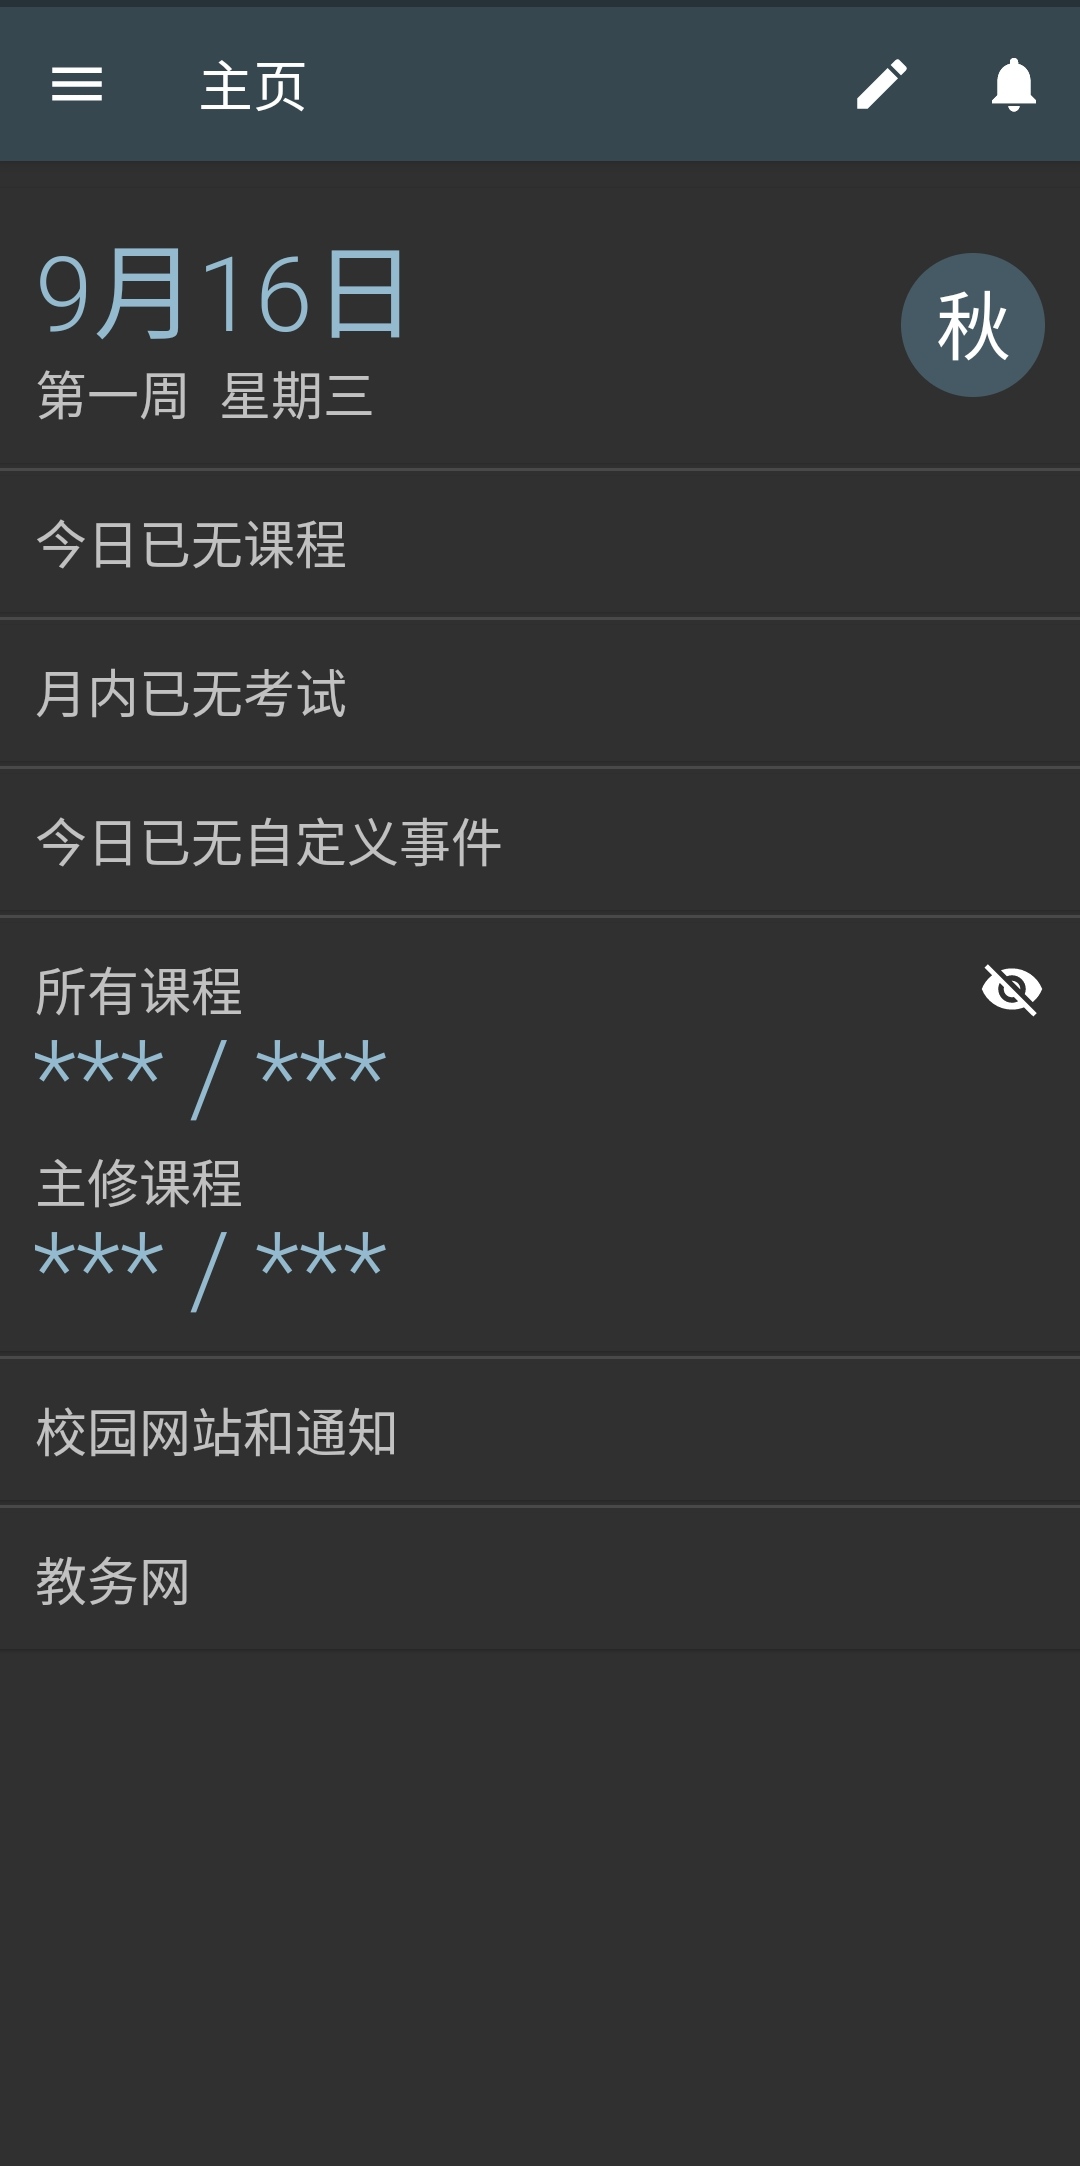 主页
9月16日
秋
第一周 星期三
今日已无课程
月内已无考试
今日已无自定义事件
所有课程
*** / ***
主修课程
*** / ***
校园网站和通知
教务网